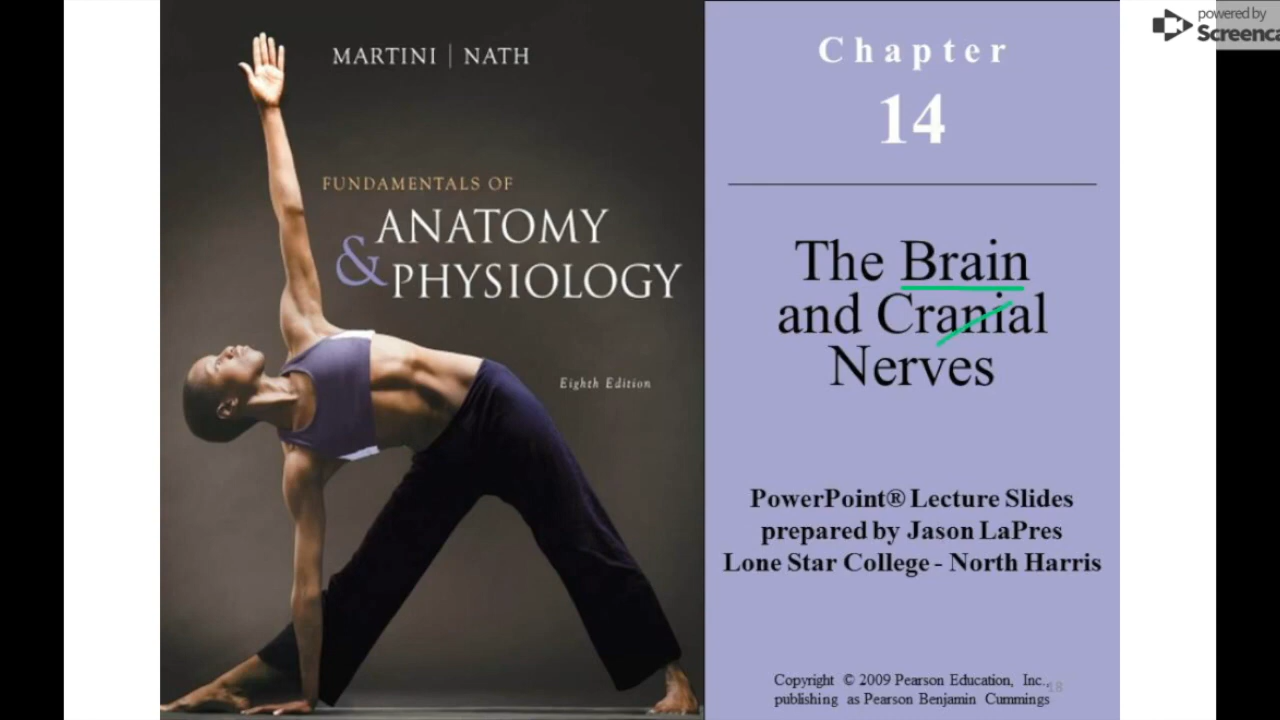 MARTINI | NATH
FUNDAMENTALS OF
ANATOMY
& PHYSIOLOGY
Eighth Edition
Chapter
14
The Brain
and Cranial
Nerves
PowerPoint® Lecture Slides
prepared by Jason LaPres
Lone Star College - North Harris
Copyright © 2009 Pearson Education, Inc.,
publishing as Pearson Benjamin Cummings
18
powered by